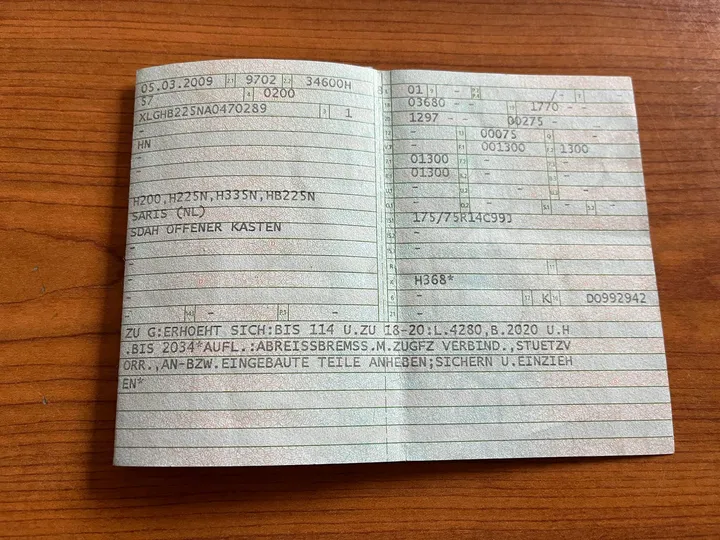 05.03.2009 9702 34600H
57 0200
XLGHB225NA0470289 1
-
HN
-
-
H200,H225N,H335N,HB225N
SARIS (NL)
SDAH OFFENER KASTEN
-
-
-
-
- - -
01 - /- -
03680 - - 1770 - -
1297 - 00275 -
- 00075 -
- 001300 1300
01300 - -
01300 - -
- - -
- - - -
175/75R14C99J
-
-
-
H368*
- K DO992942
-
ZU G:ERHOEHT SICH:BIS 114 U.ZU 18-20:L.4280,B.2020 U.H
.BIS 2034*AUFL.:ABREISSBREMSS.M.ZUGFZ VERBIND.,STUETZV
ORR.,AN-BZW.EINGEBAUTE TEILE ANHEBEN;SICHERN U.EINZIEH
EN*